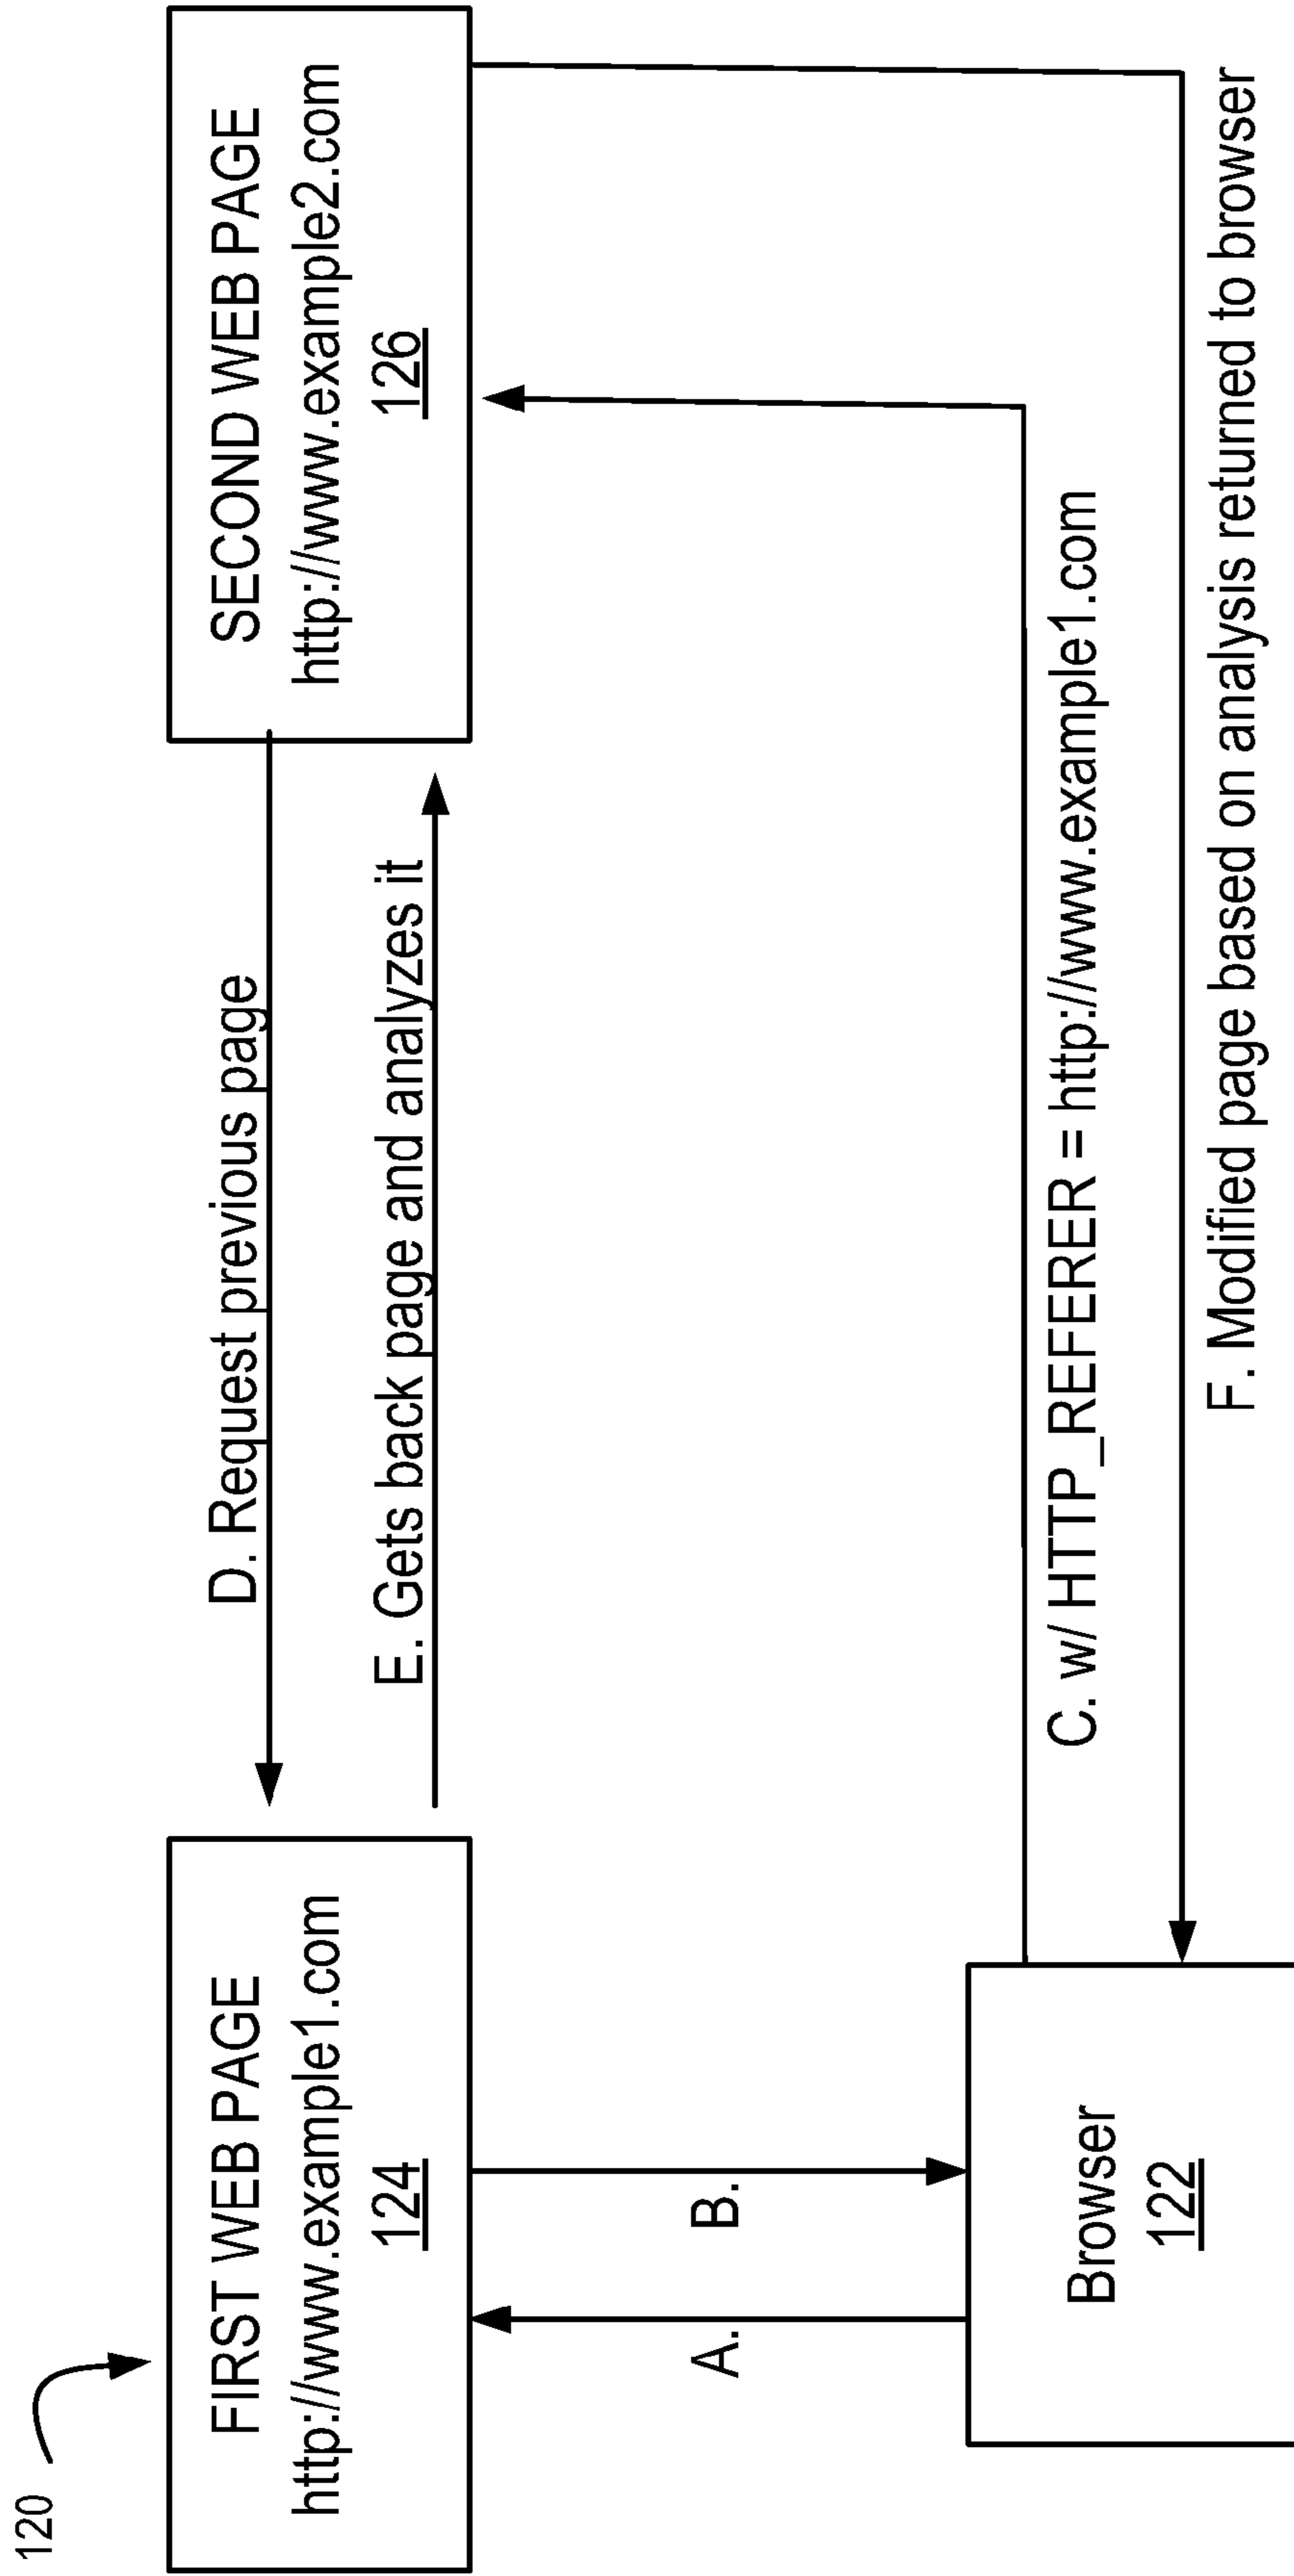 120
FIRST WEB PAGE
http://www.example1.com
124
D. Request previous page
E. Gets back page and analyzes it
SECOND WEB PAGE
http://www.example2.com
126
A.
B.
Browser
122
C. w/ HTTP_REFERER = http://www.example1.com
F. Modified page based on analysis returned to browser